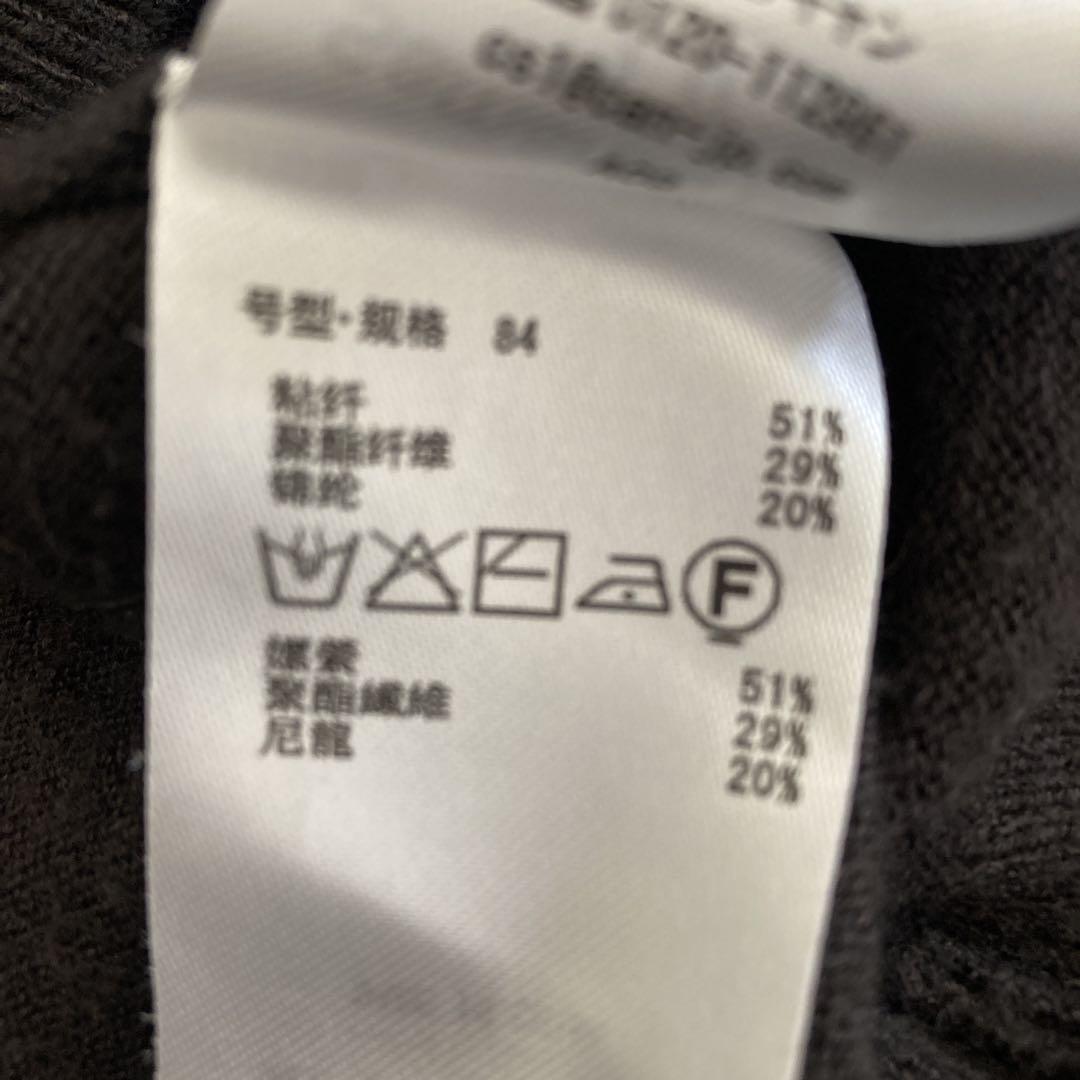 号型·规格 84
粘纤 51%
聚酯纤维 29%
锦纶 20%
F
嫘縈 51%
聚酯纖維 29%
尼龍 20%